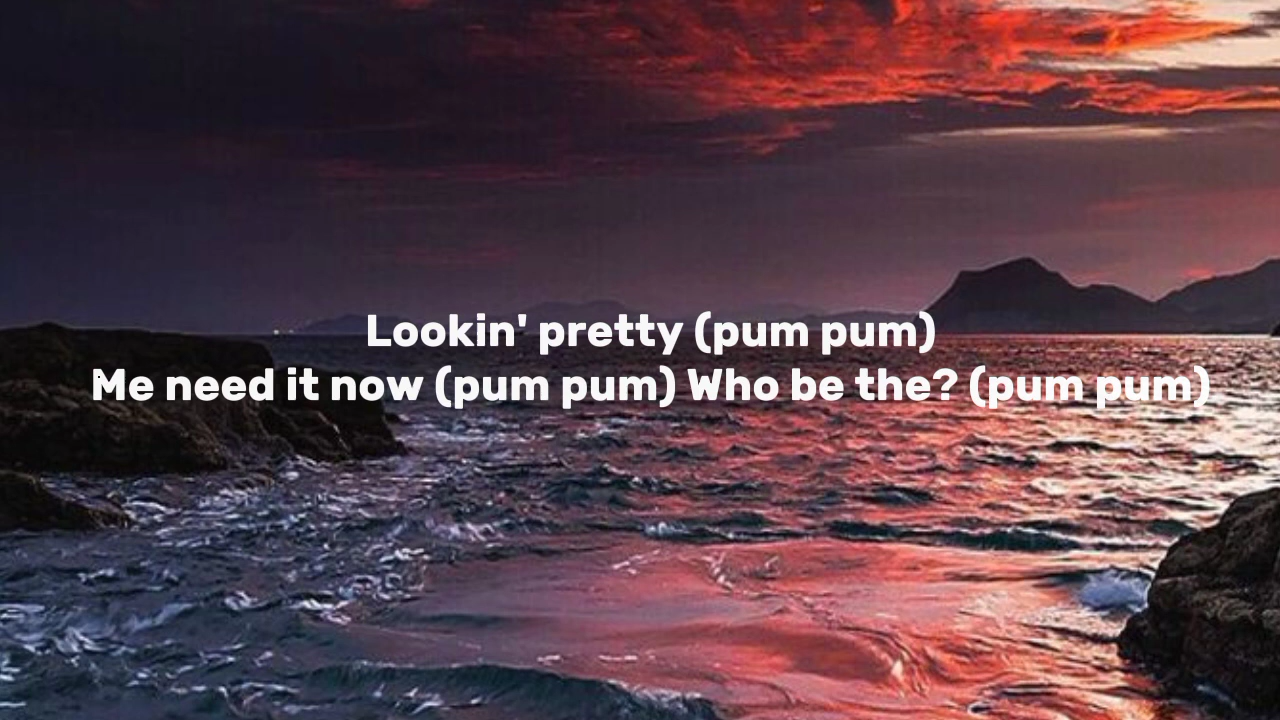 Lookin' pretty (pum pum)
Me need it now (pum pum) Who be the? (pum pum)